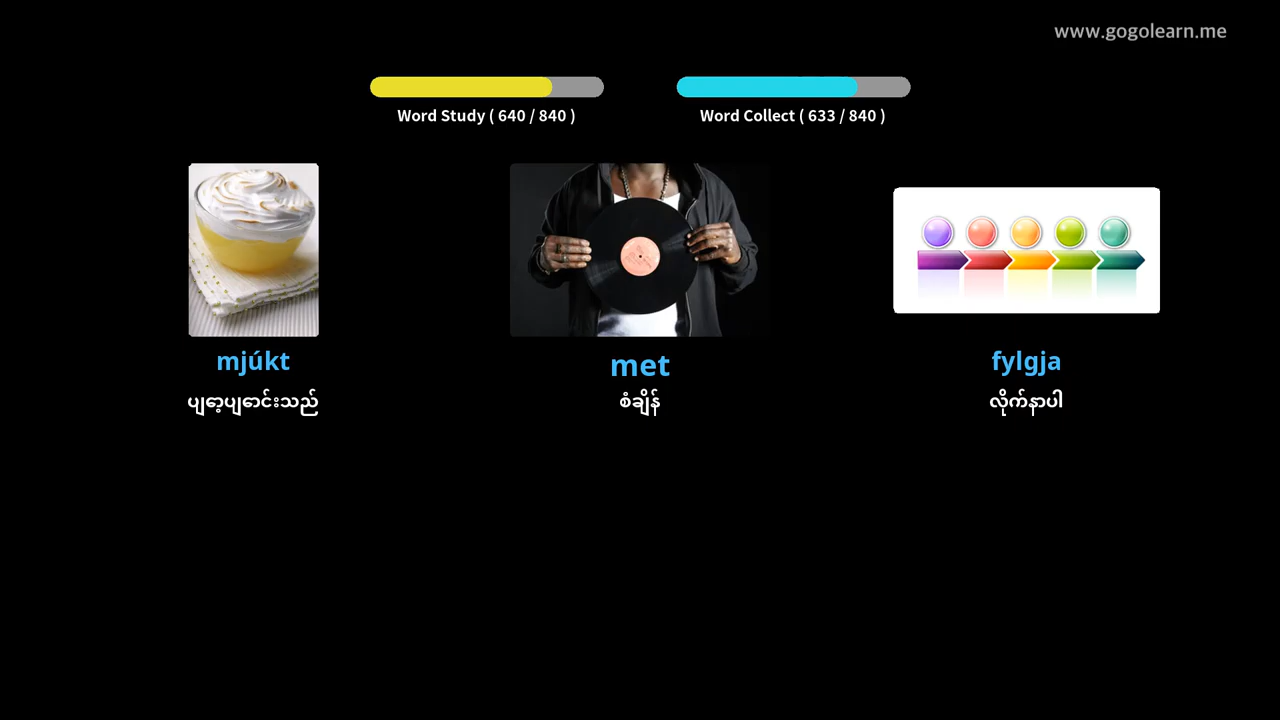 www.gogolearn.me
Word Study ( 640 / 840 )
Word Collect ( 633 / 840 )
mjúkt
met
fylgja
ပျော့ပျောင်းသည်
စံချိန်
လိုက်နာပါ